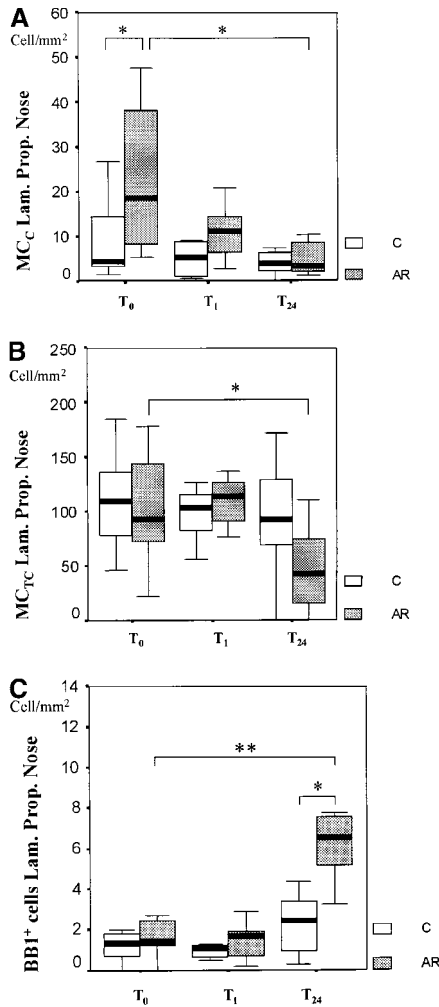 A
Cell/mm²
60
50
40
30
20
10
0
MC_C Lam. Prop. Nose
*
*
T₀
T₁
T₂₄
C
AR
B
Cell/mm²
250
200
150
100
50
0
MC_TC Lam. Prop. Nose
*
T₀
T₁
T₂₄
C
AR
C
Cell/mm²
14
10
8
6
4
2
0
BB1⁺ cells Lam. Prop. Nose
**
*
T₀
T₁
T₂₄
C
AR